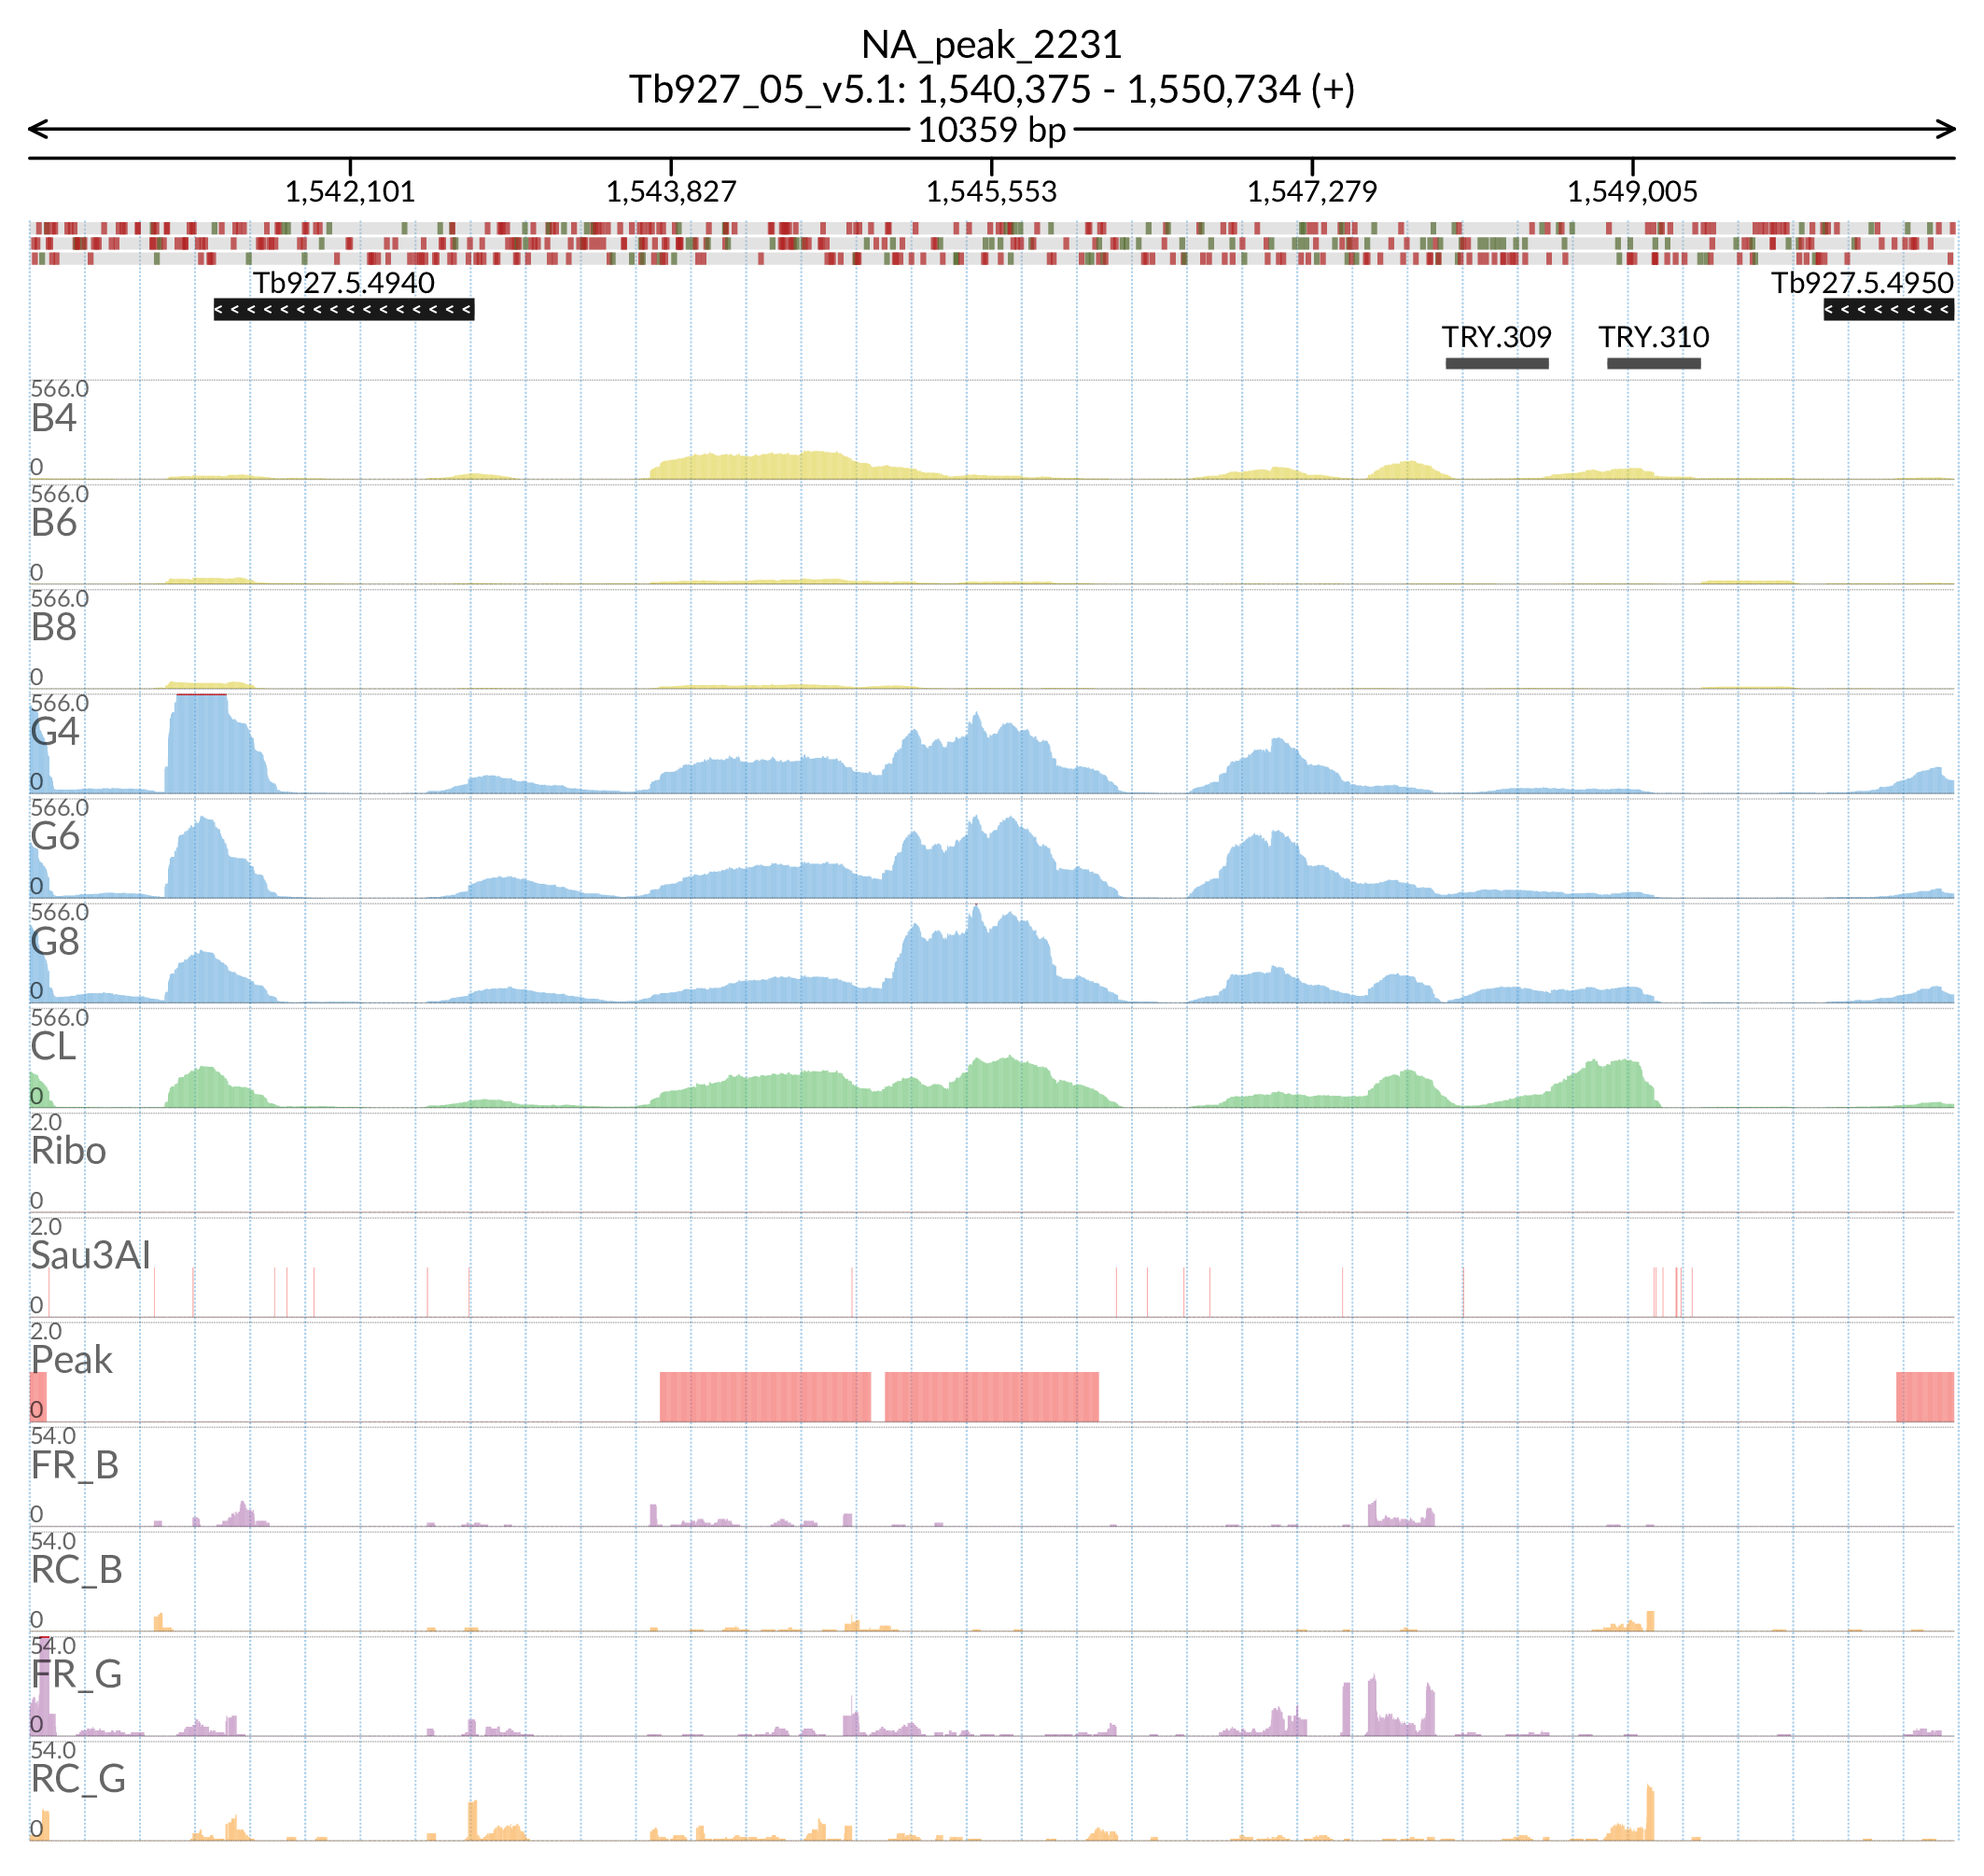 NA_peak_2231
Tb927_05_v5.1: 1,540,375 - 1,550,734 (+)
10359 bp
1,542,101 1,543,827 1,545,553 1,547,279 1,549,005
Tb927.5.4940 Tb927.5.4950
TRY.309 TRY.310
566.0
B4
0
566.0
B6
0
566.0
B8
0
566.0
G4
0
566.0
G6
0
566.0
G8
0
566.0
CL
0
2.0
Ribo
0
2.0
Sau3AI
0
2.0
Peak
0
54.0
FR_B
0
54.0
RC_B
0
54.0
FR_G
0
54.0
RC_G
0